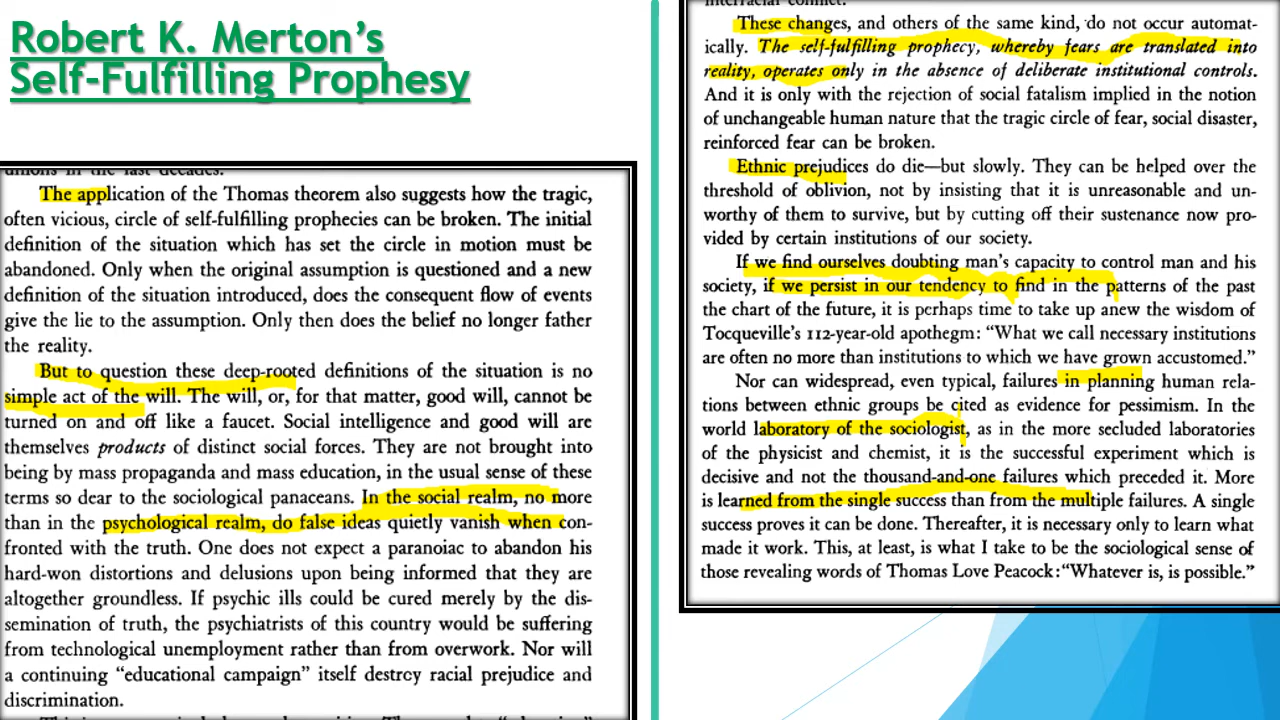 Robert K. Merton’s
Self-Fulfilling Prophesy
unions in the last decades.
The application of the Thomas theorem also suggests how the tragic,
often vicious, circle of self-fulfilling prophecies can be broken. The initial
definition of the situation which has set the circle in motion must be
abandoned. Only when the original assumption is questioned and a new
definition of the situation introduced, does the consequent flow of events
give the lie to the assumption. Only then does the belief no longer father
the reality.
But to question these deep-rooted definitions of the situation is no
simple act of the will. The will, or, for that matter, good will, cannot be
turned on and off like a faucet. Social intelligence and good will are
themselves products of distinct social forces. They are not brought into
being by mass propaganda and mass education, in the usual sense of these
terms so dear to the sociological panaceans. In the social realm, no more
than in the psychological realm, do false ideas quietly vanish when con-
fronted with the truth. One does not expect a paranoiac to abandon his
hard-won distortions and delusions upon being informed that they are
altogether groundless. If psychic ills could be cured merely by the dis-
semination of truth, the psychiatrists of this country would be suffering
from technological unemployment rather than from overwork. Nor will
a continuing “educational campaign” itself destroy racial prejudice and
discrimination.
interracial conflict.
These changes, and others of the same kind, do not occur automat-
ically. The self-fulfilling prophecy, whereby fears are translated into
reality, operates only in the absence of deliberate institutional controls.
And it is only with the rejection of social fatalism implied in the notion
of unchangeable human nature that the tragic circle of fear, social disaster,
reinforced fear can be broken.
Ethnic prejudices do die—but slowly. They can be helped over the
threshold of oblivion, not by insisting that it is unreasonable and un-
worthy of them to survive, but by cutting off their sustenance now pro-
vided by certain institutions of our society.
If we find ourselves doubting man’s capacity to control man and his
society, if we persist in our tendency to find in the patterns of the past
the chart of the future, it is perhaps time to take up anew the wisdom of
Tocqueville’s 112-year-old apothegm: “What we call necessary institutions
are often no more than institutions to which we have grown accustomed.”
Nor can widespread, even typical, failures in planning human rela-
tions between ethnic groups be cited as evidence for pessimism. In the
world laboratory of the sociologist, as in the more secluded laboratories
of the physicist and chemist, it is the successful experiment which is
decisive and not the thousand-and-one failures which preceded it. More
is learned from the single success than from the multiple failures. A single
success proves it can be done. Thereafter, it is necessary only to learn what
made it work. This, at least, is what I take to be the sociological sense of
those revealing words of Thomas Love Peacock: “Whatever is, is possible.”